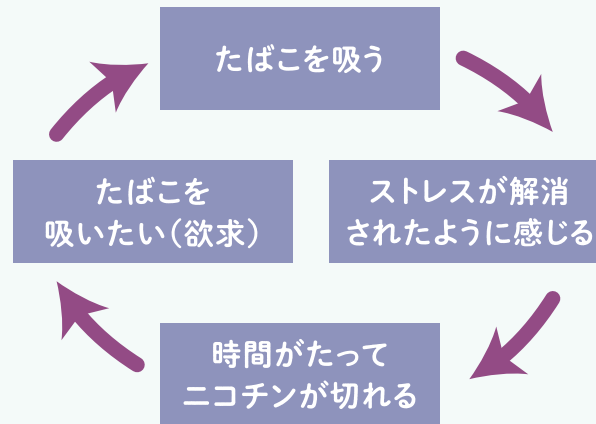 たばこを吸う
ストレスが解消
されたように感じる
時間がたって
ニコチンが切れる
たばこを
吸いたい（欲求）